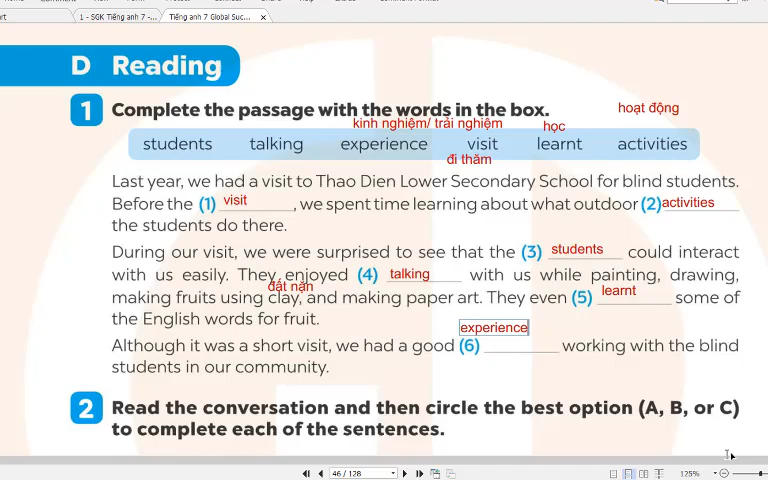 1 - SGK Tiếng anh 7 -...
Tiếng anh 7 Global Suc...
D Reading
1 Complete the passage with the words in the box.
hoạt động
kinh nghiệm/ trải nghiệm
học
students talking experience visit learnt activities
đi thăm
Last year, we had a visit to Thao Dien Lower Secondary School for blind students.
Before the (1) visit, we spent time learning about what outdoor (2) activities
the students do there.
During our visit, we were surprised to see that the (3) students could interact
with us easily. They enjoyed (4) talking with us while painting, drawing,
đất nặn
making fruits using clay, and making paper art. They even (5) learnt some of
the English words for fruit.
experience
Although it was a short visit, we had a good (6) working with the blind
students in our community.
2 Read the conversation and then circle the best option (A, B, or C)
to complete each of the sentences.
46 / 128
125%